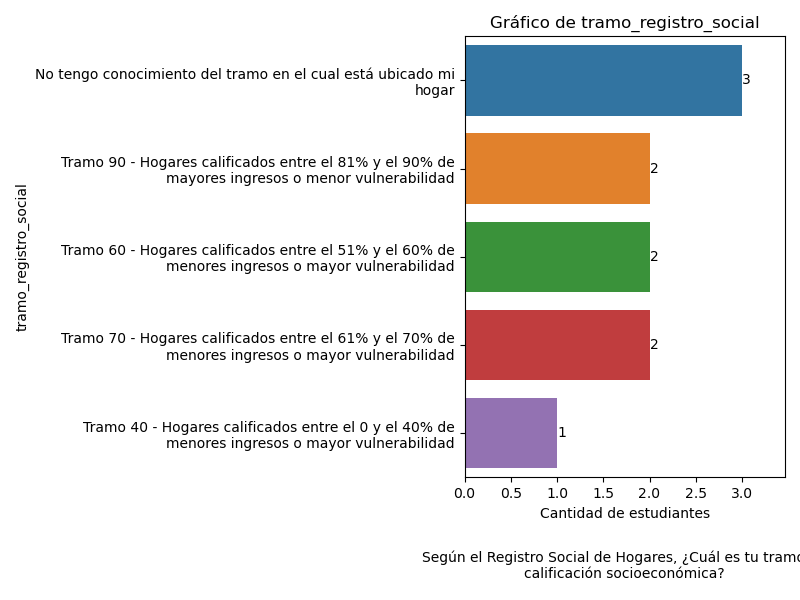 Gráfico de tramo_registro_social
No tengo conocimiento del tramo en el cual está ubicado mi
hogar
3
Tramo 90 - Hogares calificados entre el 81% y el 90% de
mayores ingresos o menor vulnerabilidad
2
Tramo 60 - Hogares calificados entre el 51% y el 60% de
menores ingresos o mayor vulnerabilidad
2
Tramo 70 - Hogares calificados entre el 61% y el 70% de
menores ingresos o mayor vulnerabilidad
2
Tramo 40 - Hogares calificados entre el 0 y el 40% de
menores ingresos o mayor vulnerabilidad
1
tramo_registro_social
0.0 0.5 1.0 1.5 2.0 2.5 3.0
Cantidad de estudiantes
Según el Registro Social de Hogares, ¿Cuál es tu tramo
calificación socioeconómica?